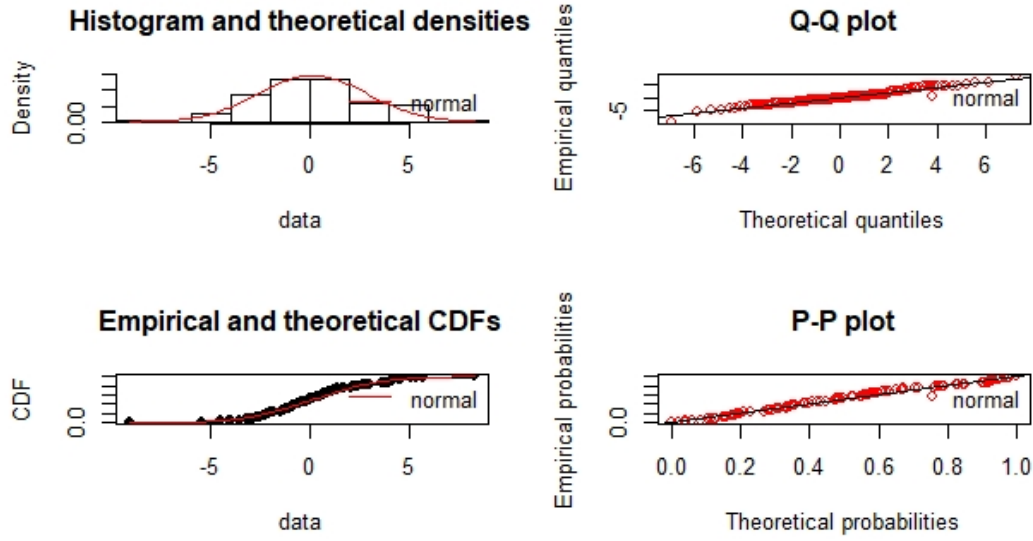 Histogram and theoretical densities
Density
0.00
normal
-5 0 5
data
Q-Q plot
Empirical quantiles
-5
normal
-6 -4 -2 0 2 4 6
Theoretical quantiles
Empirical and theoretical CDFs
CDF
0.0
normal
-5 0 5
data
P-P plot
Empirical probabilities
0.0
normal
0.0 0.2 0.4 0.6 0.8 1.0
Theoretical probabilities